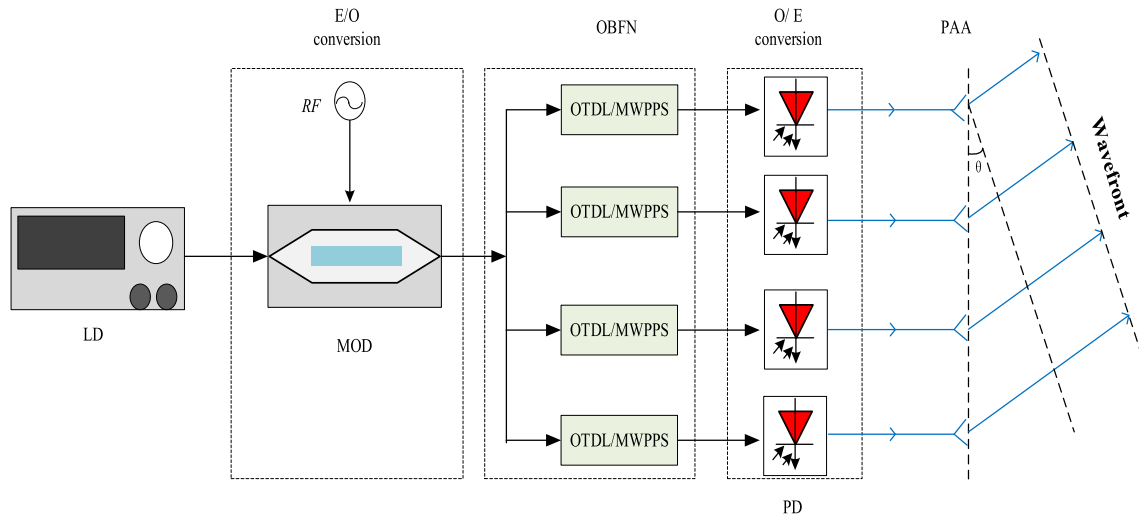 E/O
conversion
OBFN
O/ E
conversion
PAA
RF
OTDL/MWPPS
OTDL/MWPPS
OTDL/MWPPS
OTDL/MWPPS
θ
Wavefront
LD
MOD
PD